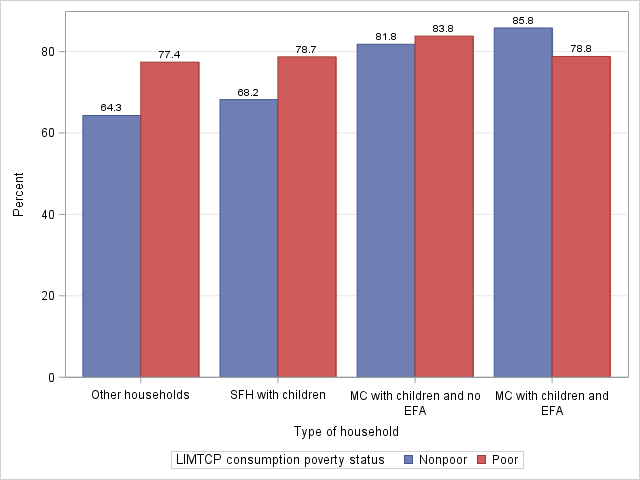 80
60
40
20
0
Percent
64.3
77.4
68.2
78.7
81.8
83.8
85.8
78.8
Other households
SFH with children
MC with children and no
EFA
MC with children and
EFA
Type of household
LIMTCP consumption poverty status
Nonpoor
Poor